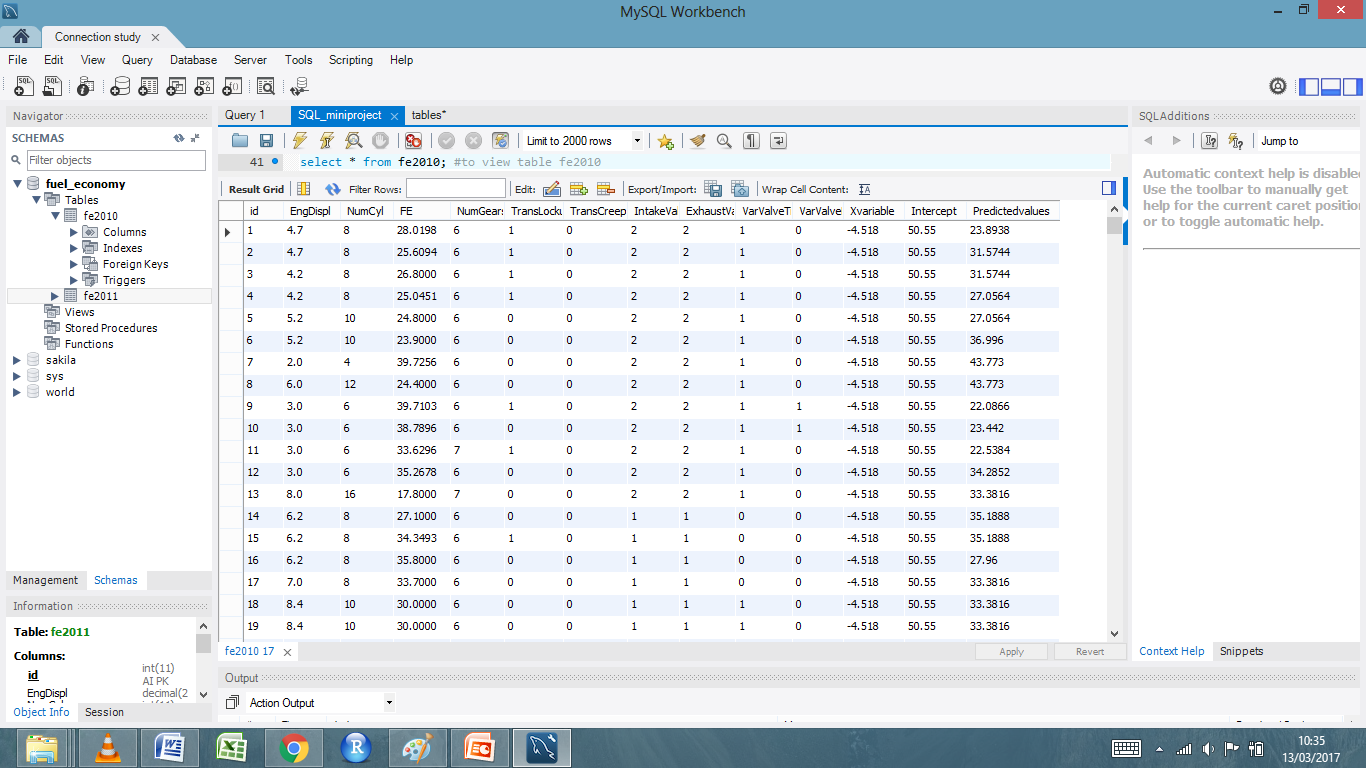 MySQL Workbench
Connection study
File Edit View Query Database Server Tools Scripting Help
Navigator
SCHEMAS
Filter objects
fuel_economy
Tables
fe2010
Columns
Indexes
Foreign Keys
Triggers
fe2011
Views
Stored Procedures
Functions
sakila
sys
world
Management Schemas
Information
Table: fe2011
Columns:
id int(11)
AI PK
EngDispl decimal(2
Object Info Session
Query 1 SQL_miniproject tables*
Limit to 2000 rows
41 select * from fe2010; #to view table fe2010
Result Grid Filter Rows: Edit: Export/Import: Wrap Cell Content: IA
id EngDispl NumCyl FE NumGears TransLocku TransCreep IntakeVa ExhaustVa VarValveTi VarValve Xvariable Intercept Predictedvalues
1 4.7 8 28.0198 6 1 0 2 2 1 0 -4.518 50.55 23.8938
2 4.7 8 25.6094 6 1 0 2 2 1 0 -4.518 50.55 31.5744
3 4.2 8 26.8000 6 1 0 2 2 1 0 -4.518 50.55 31.5744
4 4.2 8 25.0451 6 1 0 2 2 1 0 -4.518 50.55 27.0564
5 5.2 10 24.8000 6 0 0 2 2 1 0 -4.518 50.55 27.0564
6 5.2 10 23.9000 6 0 0 2 2 1 0 -4.518 50.55 36.996
7 2.0 4 39.7256 6 0 0 2 2 1 0 -4.518 50.55 43.773
8 6.0 12 24.4000 6 0 0 2 2 1 0 -4.518 50.55 43.773
9 3.0 6 39.7103 6 1 0 2 2 1 1 -4.518 50.55 22.0866
10 3.0 6 38.7896 6 0 0 2 2 1 1 -4.518 50.55 23.442
11 3.0 6 33.6296 7 1 0 2 2 1 0 -4.518 50.55 22.5384
12 3.0 6 35.2678 6 0 0 2 2 1 0 -4.518 50.55 34.2852
13 8.0 16 17.8000 7 0 0 2 2 1 0 -4.518 50.55 33.3816
14 6.2 8 27.1000 6 0 0 1 1 0 0 -4.518 50.55 35.1888
15 6.2 8 34.3493 6 1 0 1 1 0 0 -4.518 50.55 35.1888
16 6.2 8 35.8000 6 0 0 1 1 0 0 -4.518 50.55 27.96
17 7.0 8 33.7000 6 0 0 1 1 0 0 -4.518 50.55 33.3816
18 8.4 10 30.0000 6 0 0 1 1 1 0 -4.518 50.55 33.3816
19 8.4 10 30.0000 6 0 0 1 1 1 0 -4.518 50.55 33.3816
fe2010 17 Apply Revert
Output
Action Output
SQLAdditions
Jump to
Automatic context help is disabled
Use the toolbar to manually get
help for the current caret position
or to toggle automatic help.
Context Help Snippets
10:35
13/03/2017